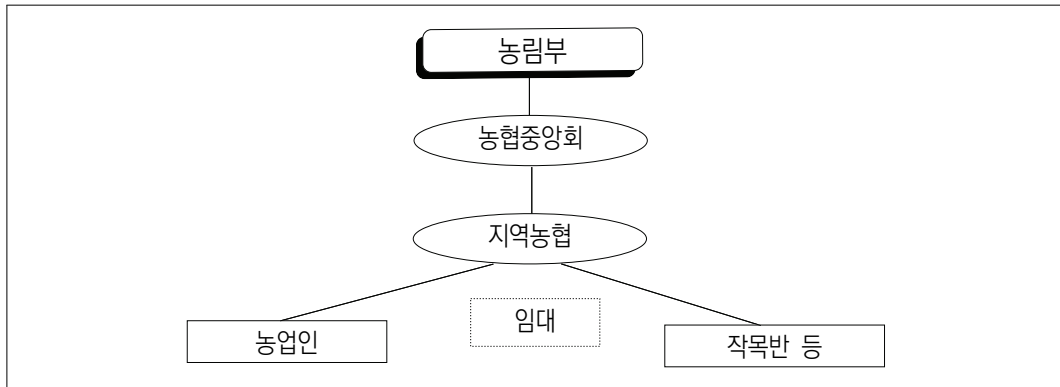 농림부
농협중앙회
지역농협
임대
농업인
작목반 등